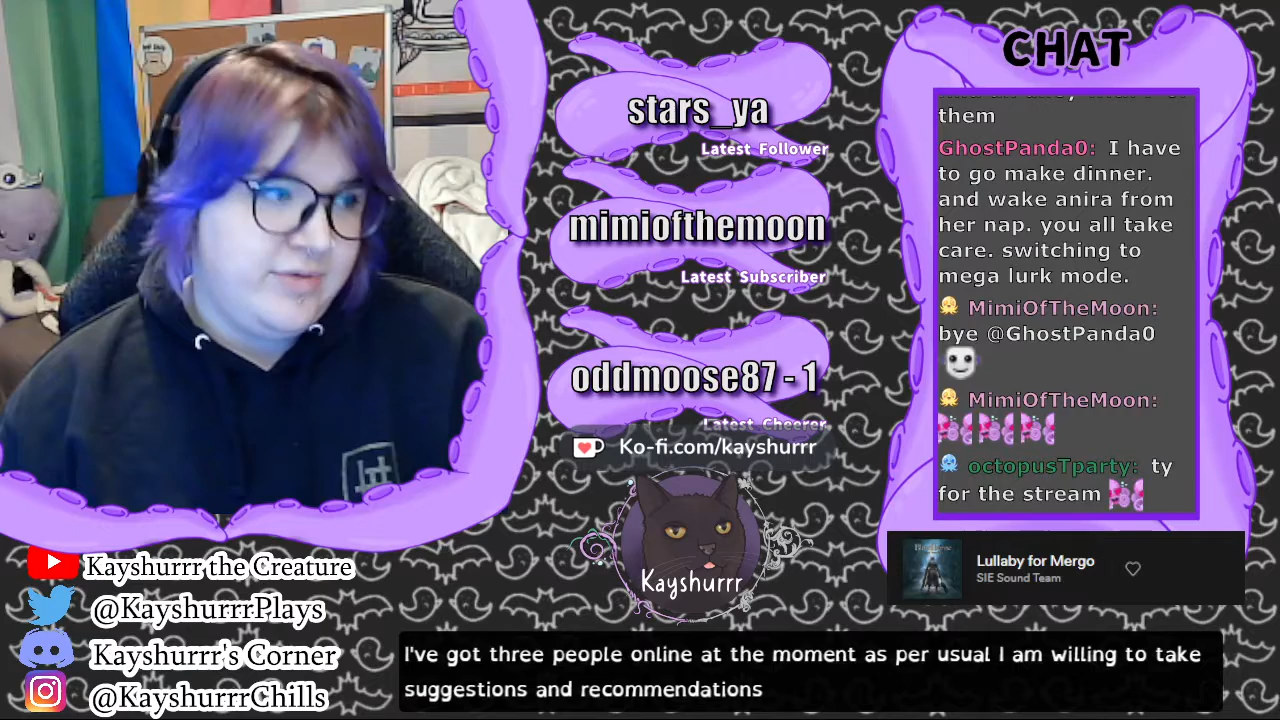 stars_ya
Latest Follower
mimiofthemoon
Latest Subscriber
oddmoose87 - 1
Latest Cheerer
Ko-fi.com/kayshurrr
Kayshurrr
CHAT
them
GhostPanda0: I have
to go make dinner.
and wake anira from
her nap. you all take
care. switching to
mega lurk mode.
MimiOfTheMoon:
bye @GhostPanda0
MimiOfTheMoon:
octopusTparty: ty
for the stream
Lullaby for Mergo
SIE Sound Team
Kayshurrr the Creature
@KayshurrrPlays
Kayshurrr's Corner
@KayshurrrChills
I've got three people online at the moment as per usual I am willing to take
suggestions and recommendations